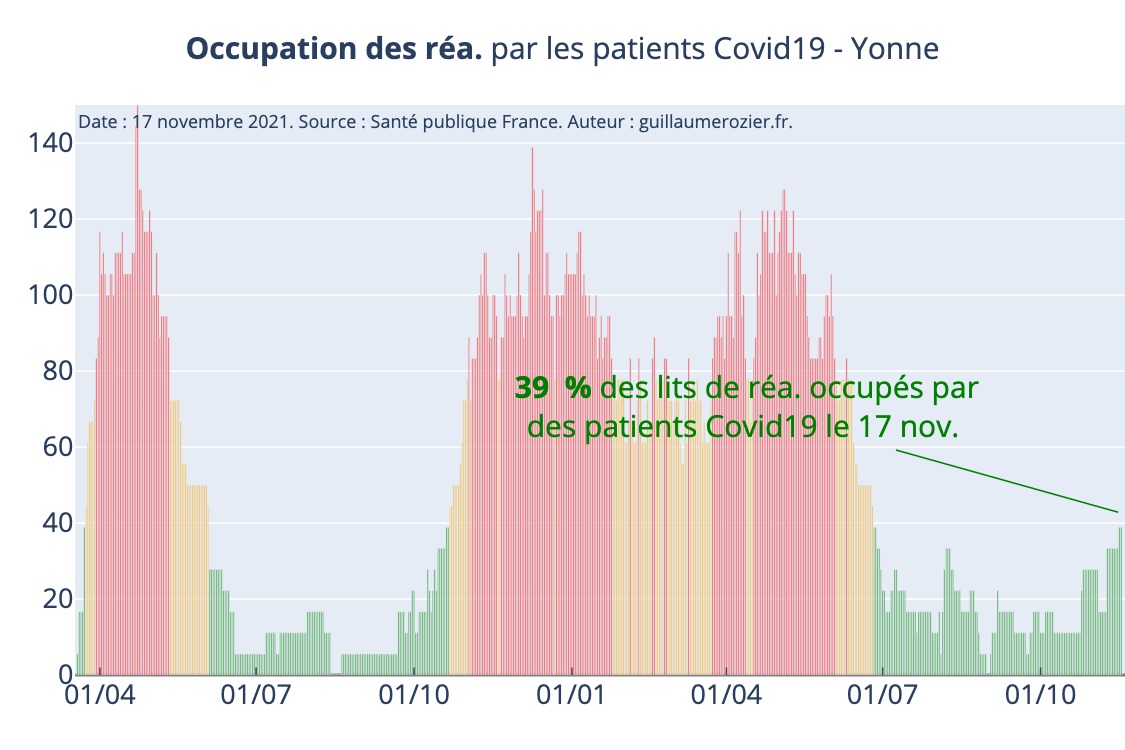 Occupation des réa. par les patients Covid19 - Yonne
Date : 17 novembre 2021. Source : Santé publique France. Auteur : guillaumerozier.fr.
140
120
100
80
60
40
20
0
39 % des lits de réa. occupés par
des patients Covid19 le 17 nov.
01/04 01/07 01/10 01/01 01/04 01/07 01/10